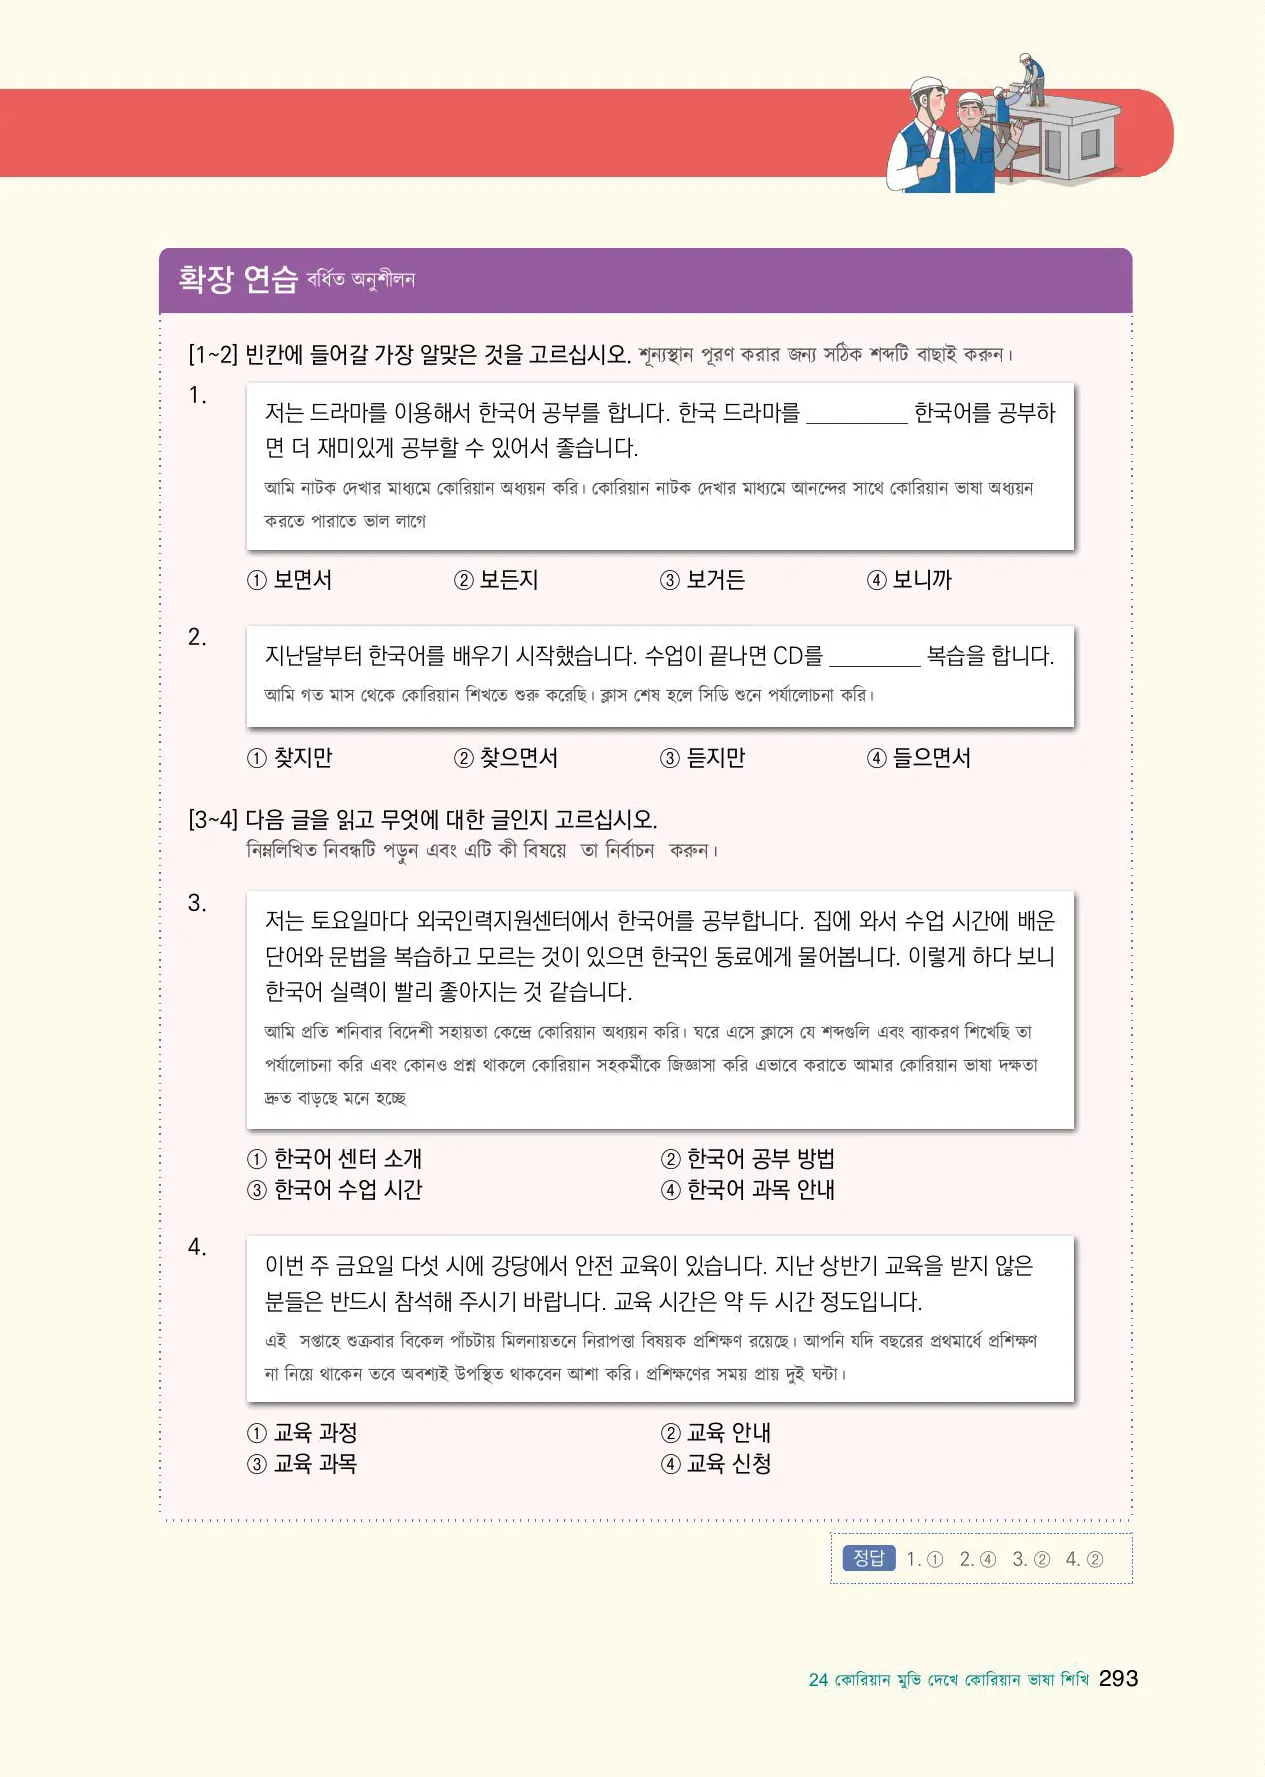 확장 연습 বর্ধিত অনুশীলন
[1~2] 빈칸에 들어갈 가장 알맞은 것을 고르십시오. শূন্যস্থান পূরণ করার জন্য সঠিক শব্দটি বাছাই করুন।
1.
저는 드라마를 이용해서 한국어 공부를 합니다. 한국 드라마를 _________ 한국어를 공부하
면 더 재미있게 공부할 수 있어서 좋습니다.
আমি নাটক দেখার মাধ্যমে কোরিয়ান অধ্যয়ন করি। কোরিয়ান নাটক দেখার মাধ্যমে আনন্দের সাথে কোরিয়ান ভাষা অধ্যয়ন
করতে পারাতে ভাল লাগে
① 보면서 ② 보든지 ③ 보거든 ④ 보니까
2.
지난달부터 한국어를 배우기 시작했습니다. 수업이 끝나면 CD를 ________ 복습을 합니다.
আমি গত মাস থেকে কোরিয়ান শিখতে শুরু করেছি। ক্লাস শেষ হলে সিডি শুনে পর্যালোচনা করি।
① 찾지만 ② 찾으면서 ③ 듣지만 ④ 들으면서
[3~4] 다음 글을 읽고 무엇에 대한 글인지 고르십시오.
নিম্নলিখিত নিবন্ধটি পড়ুন এবং এটি কী বিষয়ে তা নির্বাচন করুন।
3.
저는 토요일마다 외국인력지원센터에서 한국어를 공부합니다. 집에 와서 수업 시간에 배운
단어와 문법을 복습하고 모르는 것이 있으면 한국인 동료에게 물어봅니다. 이렇게 하다 보니
한국어 실력이 빨리 좋아지는 것 같습니다.
আমি প্রতি শনিবার বিদেশী সহায়তা কেন্দ্রে কোরিয়ান অধ্যয়ন করি। ঘরে এসে ক্লাসে যে শব্দগুলি এবং ব্যাকরণ শিখেছি তা
পর্যালোচনা করি এবং কোনও প্রশ্ন থাকলে কোরিয়ান সহকর্মীকে জিজ্ঞাসা করি এভাবে করাতে আমার কোরিয়ান ভাষা দক্ষতা
দ্রুত বাড়ছে মনে হচ্ছে
① 한국어 센터 소개 ② 한국어 공부 방법
③ 한국어 수업 시간 ④ 한국어 과목 안내
4.
이번 주 금요일 다섯 시에 강당에서 안전 교육이 있습니다. 지난 상반기 교육을 받지 않은
분들은 반드시 참석해 주시기 바랍니다. 교육 시간은 약 두 시간 정도입니다.
এই সপ্তাহে শুক্রবার বিকেল পাঁচটায় মিলনায়তনে নিরাপত্তা বিষয়ক প্রশিক্ষণ রয়েছে। আপনি যদি বছরের প্রথমার্ধে প্রশিক্ষণ
না নিয়ে থাকেন তবে অবশ্যই উপস্থিত থাকবেন আশা করি। প্রশিক্ষণের সময় প্রায় দুই ঘন্টা।
① 교육 과정 ② 교육 안내
③ 교육 과목 ④ 교육 신청
정답 1. ① 2. ④ 3. ② 4. ②
24 কোরিয়ান মুভি দেখে কোরিয়ান ভাষা শিখি 293